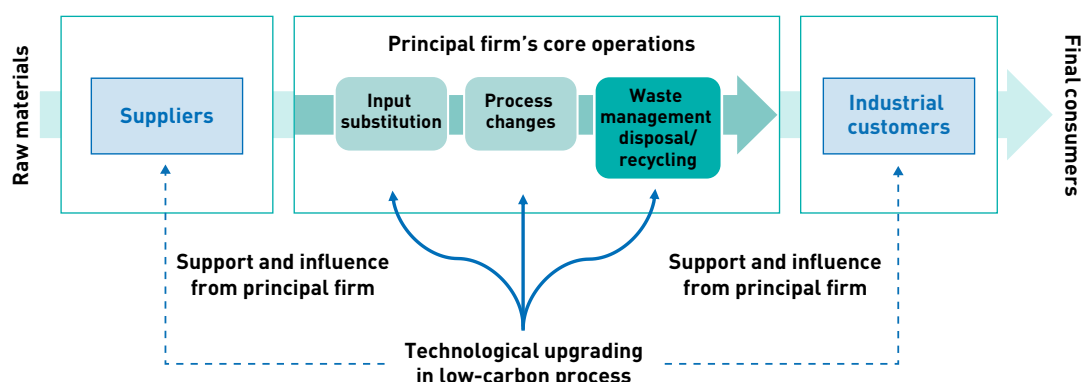 Raw materials
Suppliers
Principal firm's core operations
Input
substitution
Process
changes
Waste
management
disposal/
recycling
Industrial
customers
Final consumers
Support and influence
from principal firm
Support and influence
from principal firm
Technological upgrading
in low-carbon process